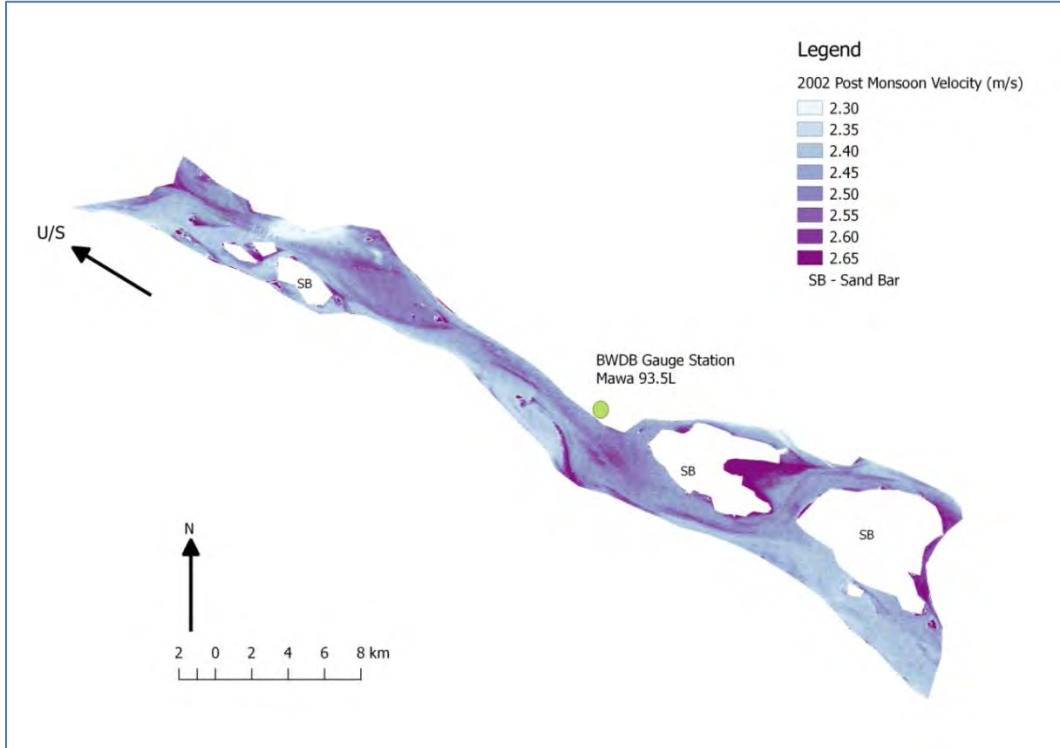 Legend
2002 Post Monsoon Velocity (m/s)
2.30
2.35
2.40
2.45
2.50
2.55
2.60
2.65
SB - Sand Bar
U/S
SB
BWDB Gauge Station
Mawa 93.5L
SB
SB
N
2 0 2 4 6 8 km